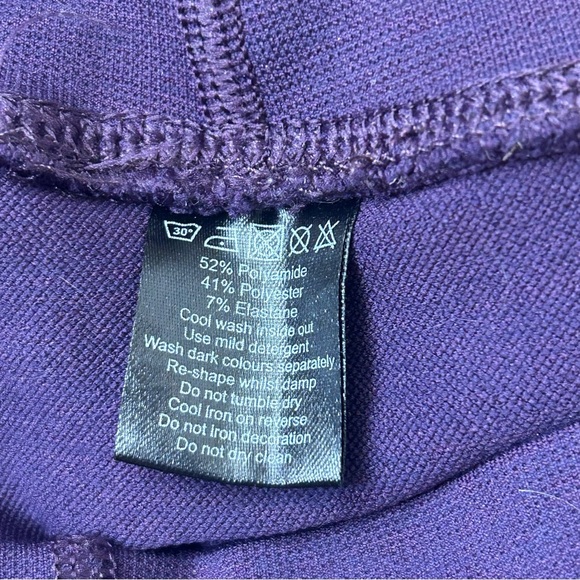 30°
52% Polyamide
41% Polyester
7% Elastane
Cool wash inside out
Use mild detergent
Wash dark colours separately
Re-shape whilst damp
Do not tumble dry
Cool Iron on reverse
Do not Iron decoration
Do not dry clean